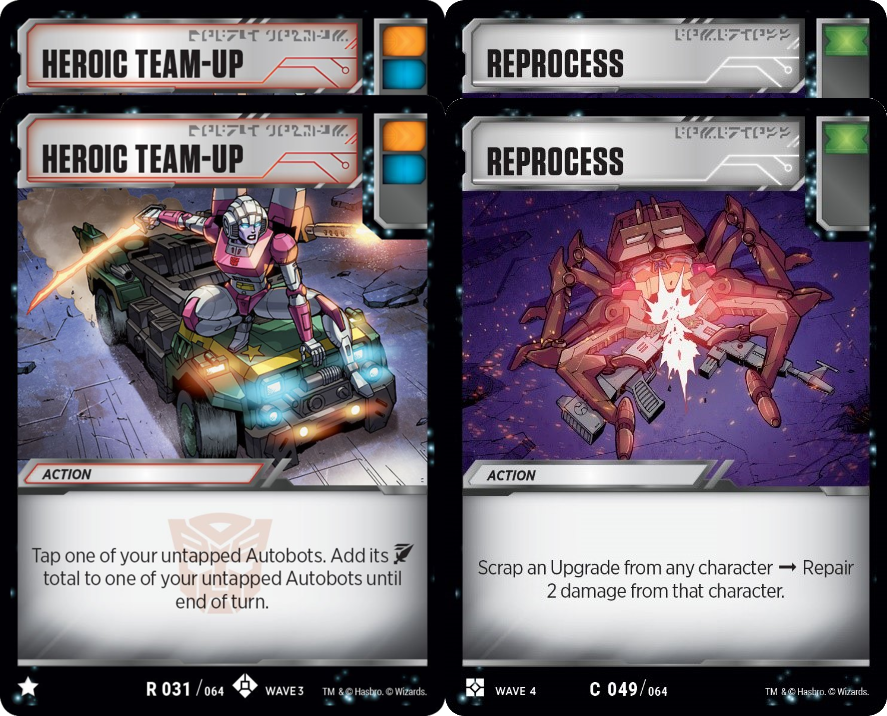 HEROIC TEAM-UP
REPROCESS
HEROIC TEAM-UP
ACTION
Tap one of your untapped Autobots. Add its
total to one of your untapped Autobots until
end of turn.
R 031 / 064 WAVE 3 TM & © Hasbro. © Wizards.
REPROCESS
ACTION
Scrap an Upgrade from any character → Repair
2 damage from that character.
WAVE 4 C 049 / 064 TM & © Hasbro. © Wizards.